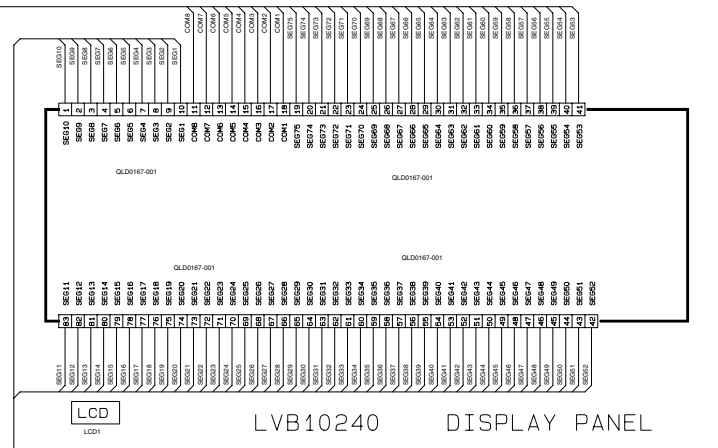 COM8 COM7 COM6 COM5 COM4 COM3 COM2 COM1 SEG75 SEG74 SEG73 SEG72 SEG71 SEG70 SEG69 SEG68 SEG67 SEG66 SEG65 SEG64 SEG63 SEG62 SEG61 SEG60 SEG59 SEG58 SEG57 SEG56 SEG55 SEG54 SEG53
SEG10 SEG9 SEG8 SEG7 SEG6 SEG5 SEG4 SEG3 SEG2 SEG1
1 2 3 4 5 6 7 8 9 10 11 12 13 14 15 16 17 18 19 20 21 22 23 24 25 26 27 28 29 30 31 32 33 34 35 36 37 38 39 40 41
SEG10 SEG9 SEG8 SEG7 SEG6 SEG5 SEG4 SEG3 SEG2 SEG1 COM8 COM7 COM6 COM5 COM4 COM3 COM2 COM1 SEG75 SEG74 SEG73 SEG72 SEG71 SEG70 SEG69 SEG68 SEG67 SEG66 SEG65 SEG64 SEG63 SEG62 SEG61 SEG60 SEG59 SEG58 SEG57 SEG56 SEG55 SEG54 SEG53
QLD0167-001
QLD0167-001
QLD0167-001
QLD0167-001
SEG11 SEG12 SEG13 SEG14 SEG15 SEG16 SEG17 SEG18 SEG19 SEG20 SEG21 SEG22 SEG23 SEG24 SEG25 SEG26 SEG27 SEG28 SEG29 SEG30 SEG31 SEG32 SEG33 SEG34 SEG35 SEG36 SEG37 SEG38 SEG39 SEG40 SEG41 SEG42 SEG43 SEG44 SEG45 SEG46 SEG47 SEG48 SEG49 SEG50 SEG51 SEG52
83 82 81 80 79 78 77 76 75 74 73 72 71 70 69 68 67 66 65 64 63 62 61 60 59 58 57 56 55 54 53 52 51 50 49 48 47 46 45 44 43 42
SEG11 SEG12 SEG13 SEG14 SEG15 SEG16 SEG17 SEG18 SEG19 SEG20 SEG21 SEG22 SEG23 SEG24 SEG25 SEG26 SEG27 SEG28 SEG29 SEG30 SEG31 SEG32 SEG33 SEG34 SEG35 SEG36 SEG37 SEG38 SEG39 SEG40 SEG41 SEG42 SEG43 SEG44 SEG45 SEG46 SEG47 SEG48 SEG49 SEG50 SEG51 SEG52
LCD
LCD1
LVB10240 DISPLAY PANEL